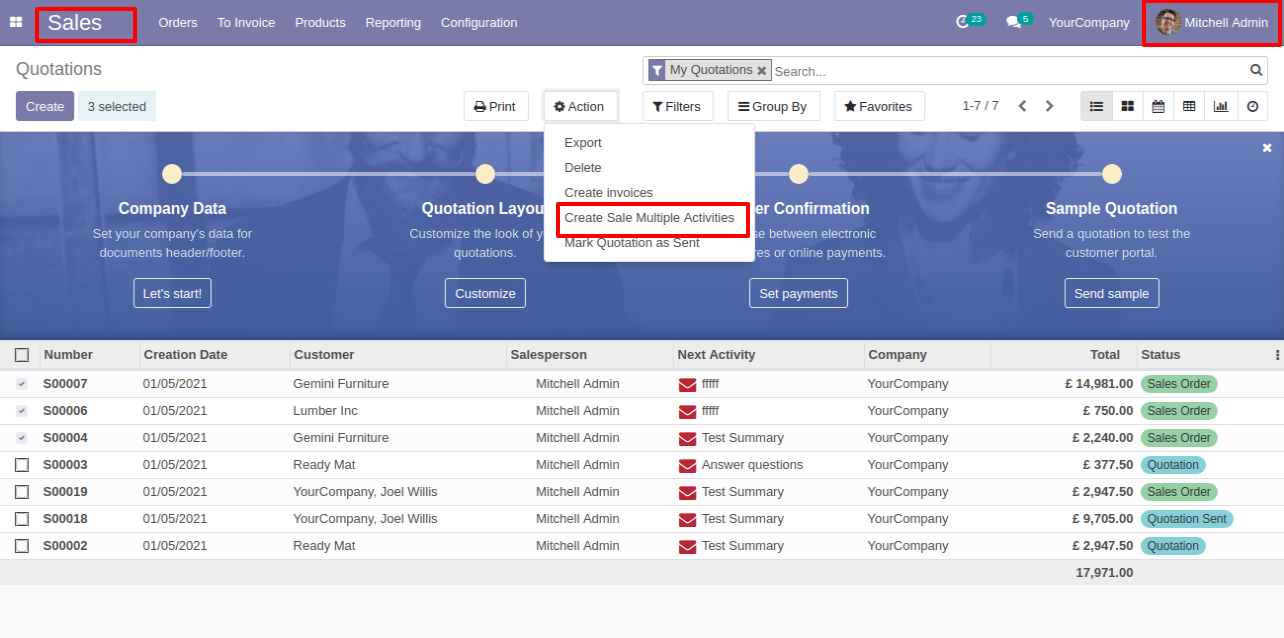 Sales Orders To Invoice Products Reporting Configuration 23 5 YourCompany Mitchell Admin
Quotations
My Quotations Search...
Create 3 selected Print Action Filters Group By Favorites 1-7 / 7
Export
Delete
Create invoices
Create Sale Multiple Activities
Mark Quotation as Sent
Company Data
Set your company's data for
documents header/footer.
Let's start!
Quotation Layou
Customize the look of y
quotations.
Customize
er Confirmation
se between electronic
res or online payments.
Set payments
Sample Quotation
Send a quotation to test the
customer portal.
Send sample
Number Creation Date Customer Salesperson Next Activity Company Total Status
S00007 01/05/2021 Gemini Furniture Mitchell Admin fffff YourCompany £ 14,981.00 Sales Order
S00006 01/05/2021 Lumber Inc Mitchell Admin fffff YourCompany £ 750.00 Sales Order
S00004 01/05/2021 Gemini Furniture Mitchell Admin Test Summary YourCompany £ 2,240.00 Sales Order
S00003 01/05/2021 Ready Mat Mitchell Admin Answer questions YourCompany £ 377.50 Quotation
S00019 01/05/2021 YourCompany, Joel Willis Mitchell Admin Test Summary YourCompany £ 2,947.50 Sales Order
S00018 01/05/2021 YourCompany, Joel Willis Mitchell Admin Test Summary YourCompany £ 9,705.00 Quotation Sent
S00002 01/05/2021 Ready Mat Mitchell Admin Test Summary YourCompany £ 2,947.50 Quotation
17,971.00